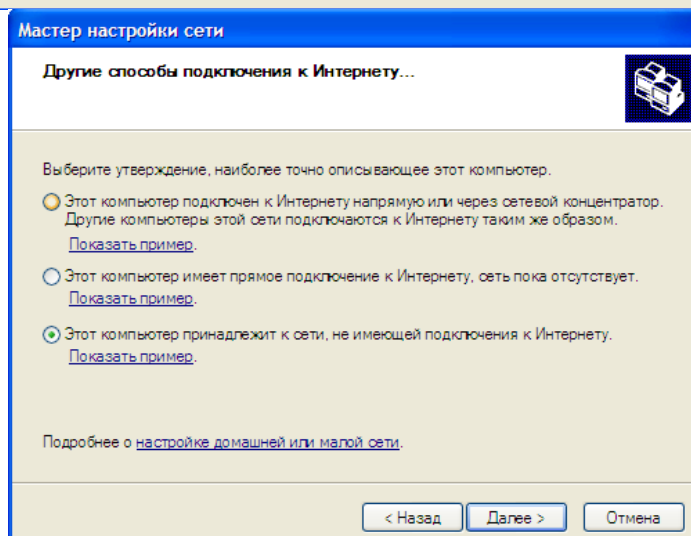 Мастер настройки сети
Другие способы подключения к Интернету...
Выберите утверждение, наиболее точно описывающее этот компьютер.
Этот компьютер подключен к Интернету напрямую или через сетевой концентратор.
Другие компьютеры этой сети подключаются к Интернету таким же образом.
Показать пример.
Этот компьютер имеет прямое подключение к Интернету, сеть пока отсутствует.
Показать пример.
Этот компьютер принадлежит к сети, не имеющей подключения к Интернету.
Показать пример.
Подробнее о настройке домашней или малой сети.
< Назад Далее > Отмена